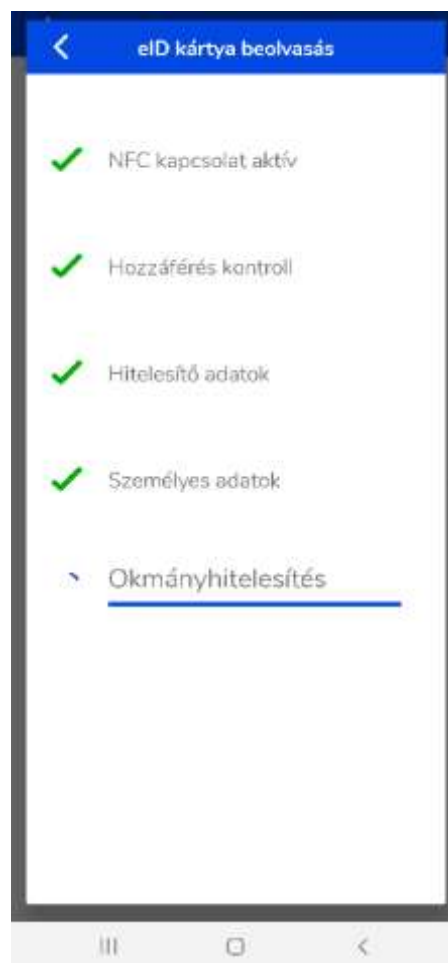 eID kártya beolvasás
NFC kapcsolat aktív
Hozzáférés kontroll
Hitelesítő adatok
Személyes adatok
Okmányhitelesítés